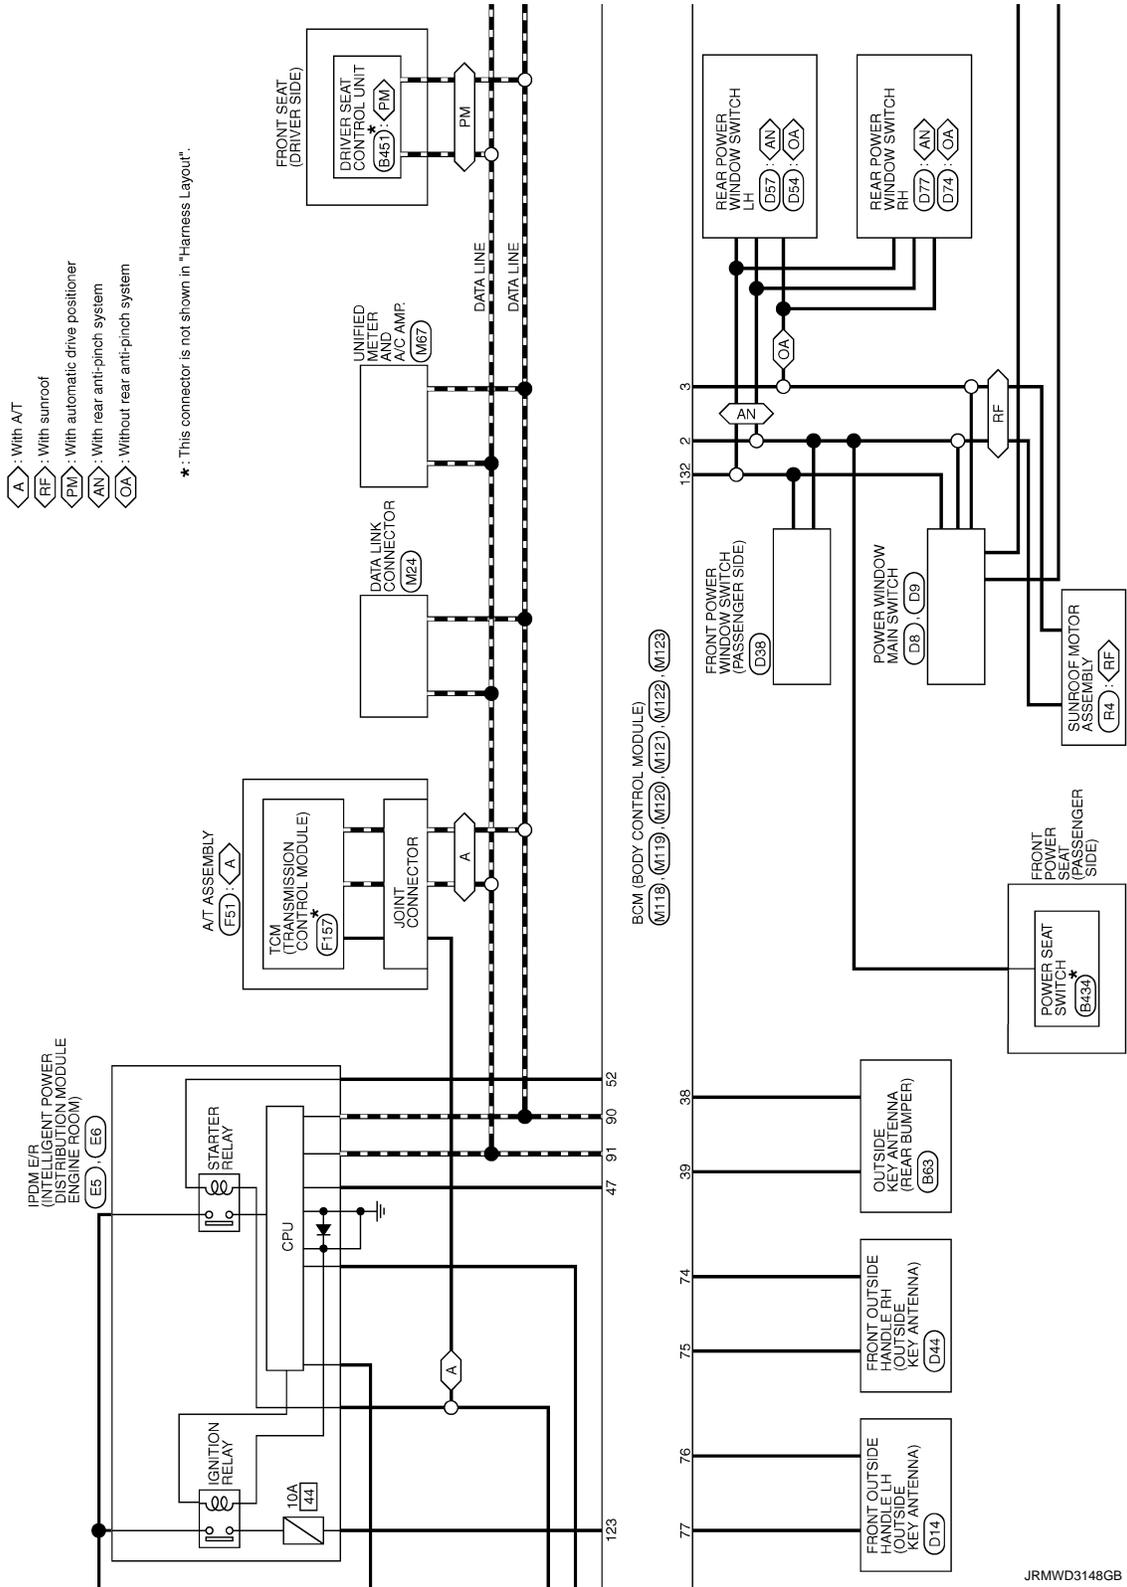 A : With A/T
RF : With sunroof
PM : With automatic drive positioner
AN : With rear anti-pinch system
OA : Without rear anti-pinch system
* : This connector is not shown in "Harness Layout".
IPDM E/R
(INTELLIGENT POWER
DISTRIBUTION MODULE
ENGINE ROOM)
E5 , E6
IGNITION
RELAY
STARTER
RELAY
10A
44
CPU
A
A/T ASSEMBLY
F51 : A
TCM
(TRANSMISSION
CONTROL MODULE)
*
F157
JOINT
CONNECTOR
A
DATA LINK
CONNECTOR
M24
UNIFIED
METER
AND
A/C AMP.
M67
DATA LINE
DATA LINE
FRONT SEAT
(DRIVER SIDE)
DRIVER SEAT
CONTROL UNIT
*
B451 : PM
PM
123
47
91
90
52
BCM (BODY CONTROL MODULE)
M118 , M119 , M120 , M121 , M122 , M123
77
76
75
74
39
38
132
2
3
FRONT OUTSIDE
HANDLE LH
(OUTSIDE
KEY ANTENNA)
D14
FRONT OUTSIDE
HANDLE RH
(OUTSIDE
KEY ANTENNA)
D44
OUTSIDE
KEY ANTENNA
(REAR BUMPER)
B63
FRONT
POWER
SEAT
(PASSENGER
SIDE)
POWER SEAT
SWITCH
*
B434
FRONT POWER
WINDOW SWITCH
(PASSENGER SIDE)
D38
POWER WINDOW
MAIN SWITCH
D8 , D9
SUNROOF MOTOR
ASSEMBLY
R4 : RF
AN
OA
RF
REAR POWER
WINDOW SWITCH
LH
D57 : AN
D54 : OA
REAR POWER
WINDOW SWITCH
RH
D77 : AN
D74 : OA
JRMWD3148GB